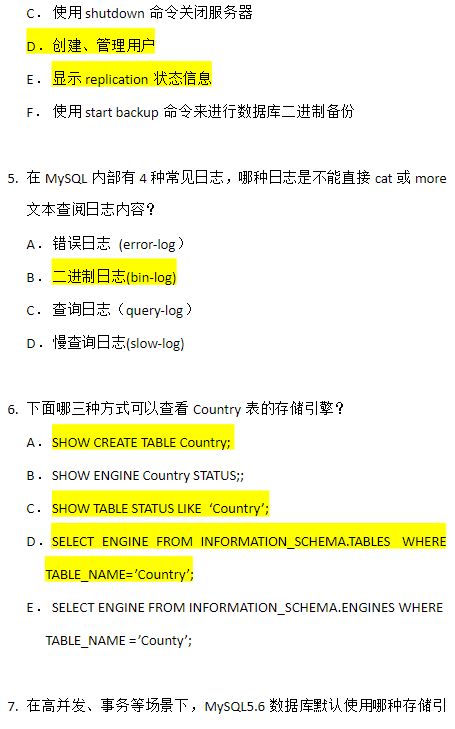 C． 使用 shutdown 命令关闭服务器
D．创建、管理用户
E． 显示 replication 状态信息
F． 使用 start backup 命令来进行数据库二进制备份
5. 在 MySQL 内部有 4 种常见日志，哪种日志是不能直接 cat 或 more
文本查阅日志内容？
A．错误日志 (error-log）
B．二进制日志(bin-log)
C． 查询日志（query-log）
D．慢查询日志(slow-log)
6. 下面哪三种方式可以查看 Country 表的存储引擎？
A．SHOW CREATE TABLE Country;
B．SHOW ENGINE Country STATUS;;
C．SHOW TABLE STATUS LIKE ‘Country’;
D．SELECT ENGINE FROM INFORMATION_SCHEMA.TABLES WHERE
TABLE_NAME=’Country’;
E． SELECT ENGINE FROM INFORMATION_SCHEMA.ENGINES WHERE
TABLE_NAME =’County’;
7. 在高并发、事务等场景下，MySQL5.6 数据库默认使用哪种存储引